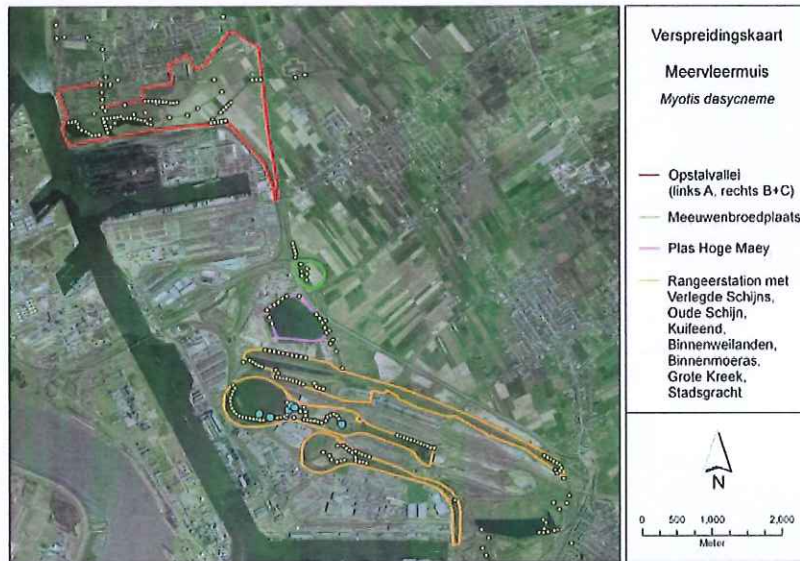 Verspreidingskaart
Meervleermuis
Myotis dasycneme
Opstalvallei
(links A, rechts B+C)
Meeuwenbroedplaats
Plas Hoge Maey
Rangeerstation met
Verlegde Schijns,
Oude Schijn,
Kuifeend,
Binnenweilanden,
Binnenmoeras,
Grote Kreek,
Stadsgracht
N
0 500 1,000 2,000
Meter